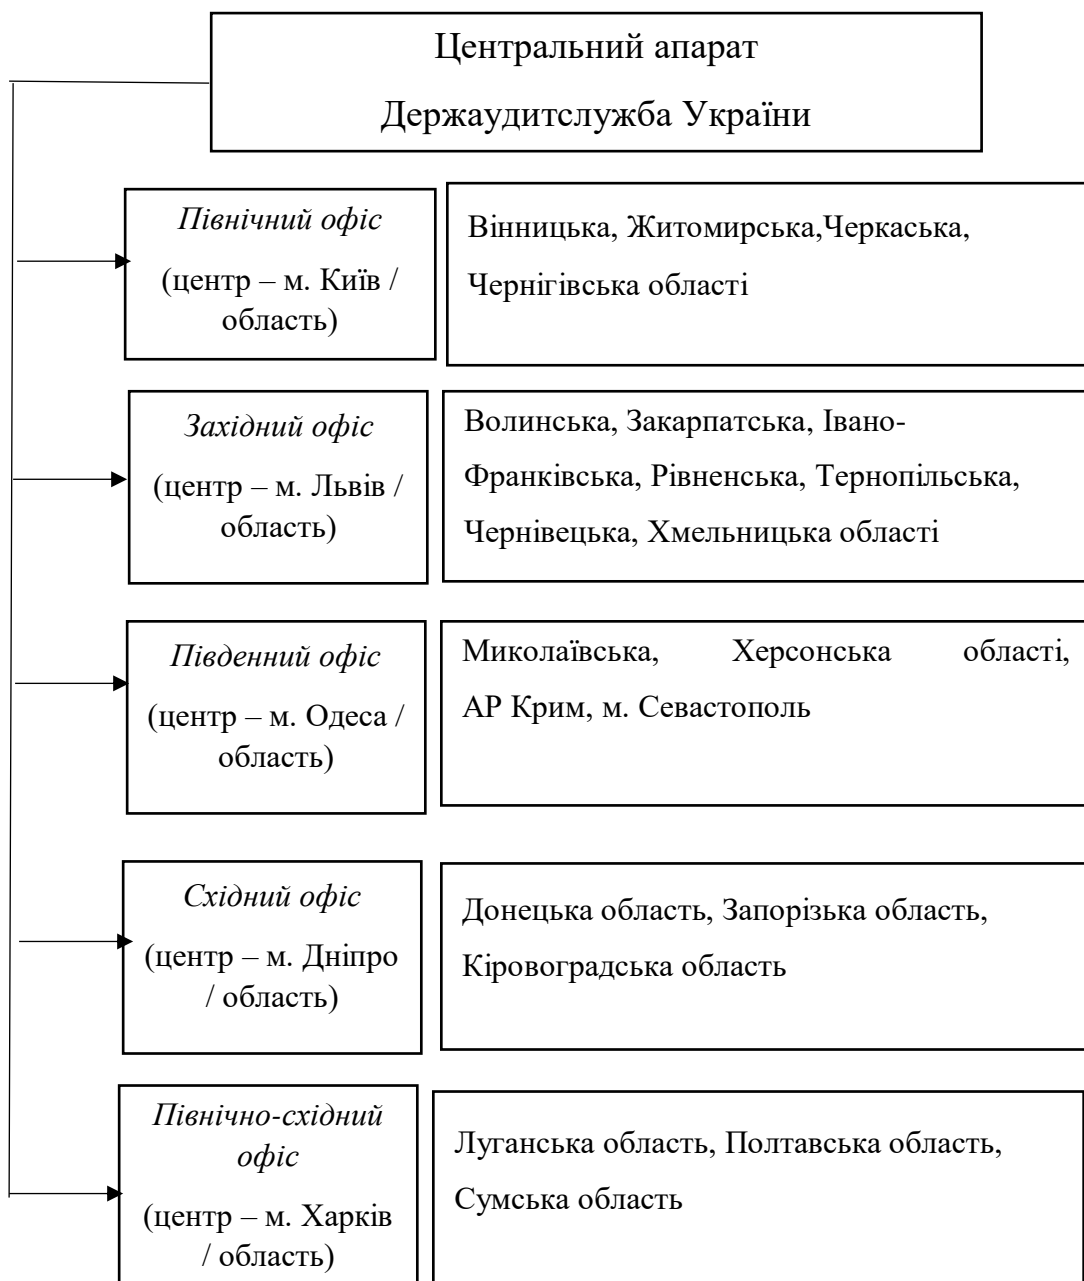 Центральний апарат
Держаудитслужба України
Північний офіс
(центр – м. Київ /
область)
Вінницька, Житомирська,Черкаська,
Чернігівська області
Західний офіс
(центр – м. Львів /
область)
Волинська, Закарпатська, Івано-
Франківська, Рівненська, Тернопільська,
Чернівецька, Хмельницька області
Південний офіс
(центр – м. Одеса /
область)
Миколаївська, Херсонська області,
АР Крим, м. Севастополь
Східний офіс
(центр – м. Дніпро
/ область)
Донецька область, Запорізька область,
Кіровоградська область
Північно-східний
офіс
(центр – м. Харків
/ область)
Луганська область, Полтавська область,
Сумська область